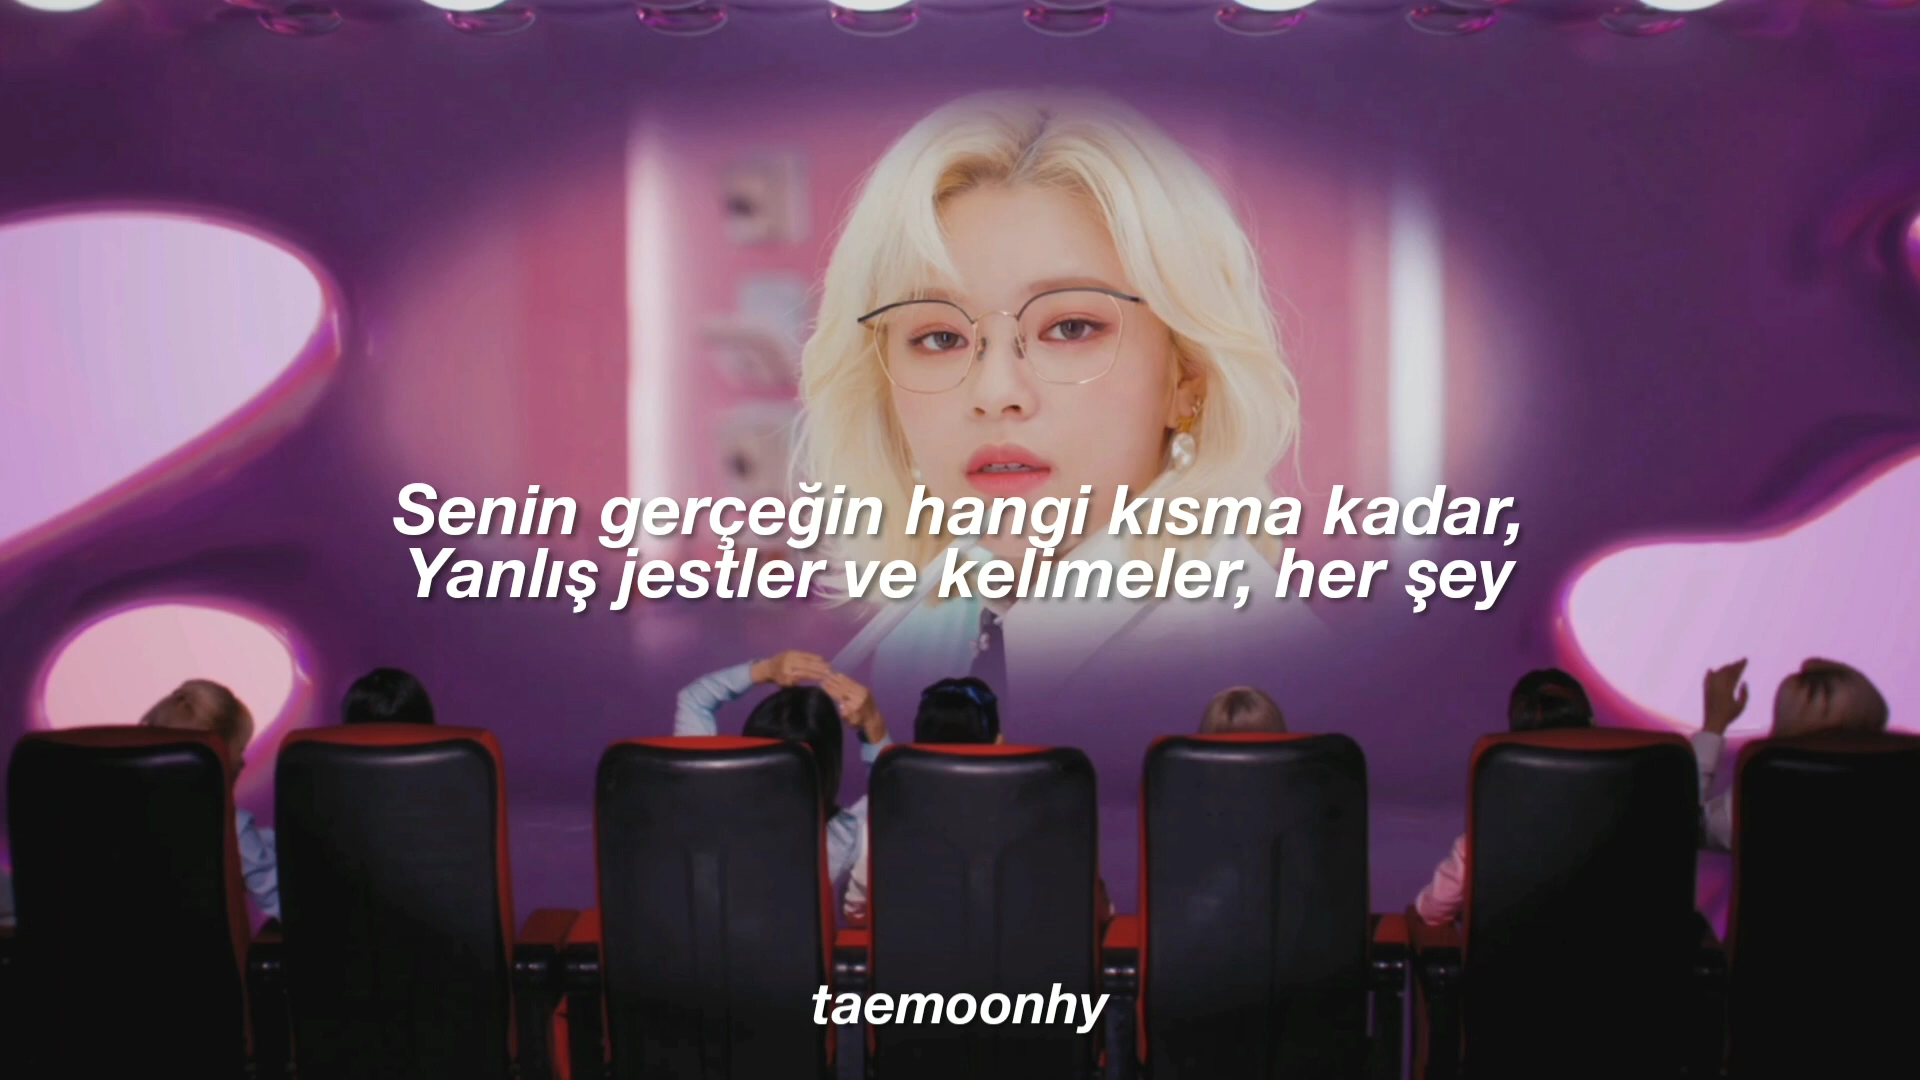 Senin gerçeğin hangi kısma kadar,
Yanlış jestler ve kelimeler, her şey
taemoonhy